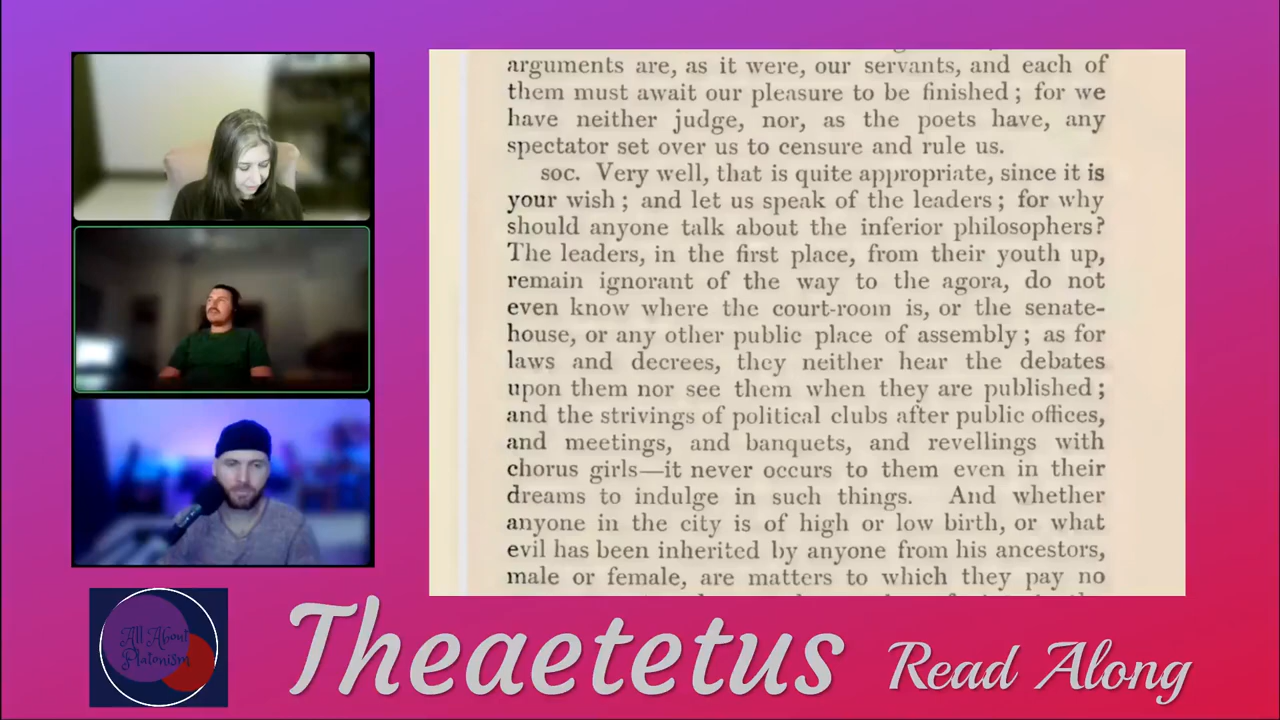 arguments are, as it were, our servants, and each of
them must await our pleasure to be finished ; for we
have neither judge, nor, as the poets have, any
spectator set over us to censure and rule us.
soc. Very well, that is quite appropriate, since it is
your wish ; and let us speak of the leaders ; for why
should anyone talk about the inferior philosophers?
The leaders, in the first place, from their youth up,
remain ignorant of the way to the agora, do not
even know where the court-room is, or the senate-
house, or any other public place of assembly ; as for
laws and decrees, they neither hear the debates
upon them nor see them when they are published ;
and the strivings of political clubs after public offices,
and meetings, and banquets, and revellings with
chorus girls—it never occurs to them even in their
dreams to indulge in such things. And whether
anyone in the city is of high or low birth, or what
evil has been inherited by anyone from his ancestors,
male or female, are matters to which they pay no
All About
Platonism
Theaetetus Read Along